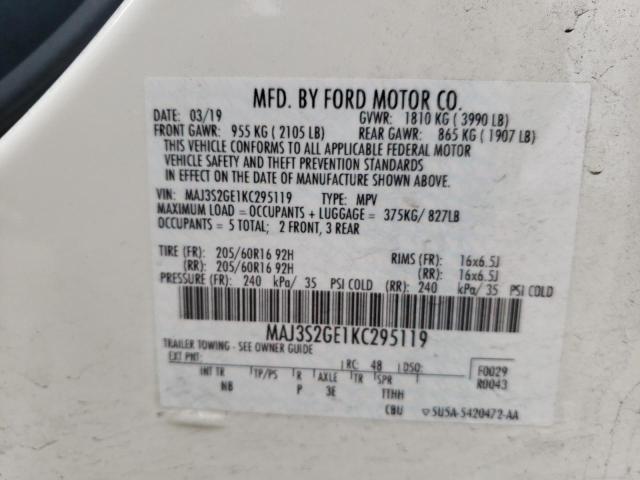 MFD. BY FORD MOTOR CO.
DATE: 03/19 GVWR: 1810 KG ( 3990 LB)
FRONT GAWR: 955 KG ( 2105 LB) REAR GAWR: 865 KG ( 1907 LB)
THIS VEHICLE CONFORMS TO ALL APPLICABLE FEDERAL MOTOR
VEHICLE SAFETY AND THEFT PREVENTION STANDARDS
IN EFFECT ON THE DATE OF MANUFACTURE SHOWN ABOVE.
VIN: MAJ3S2GE1KC295119 TYPE: MPV
MAXIMUM LOAD = OCCUPANTS + LUGGAGE = 375KG/ 827LB
OCCUPANTS = 5 TOTAL; 2 FRONT, 3 REAR
TIRE (FR): 205/60R16 92H RIMS (FR): 16x6.5J
(RR): 205/60R16 92H (RR): 16x6.5J
PRESSURE (FR): 240 kPa/ 35 PSI COLD (RR): 240 kPa/ 35 PSI COLD
MAJ3S2GE1KC295119
TRAILER TOWING - SEE OWNER GUIDE
EXT PNT: RC: 48 DSO: F0029
INT TR TP/PS R AXLE TR SPR R0043
NB P 3E TTHH
CBU SU5A-5420472-AA